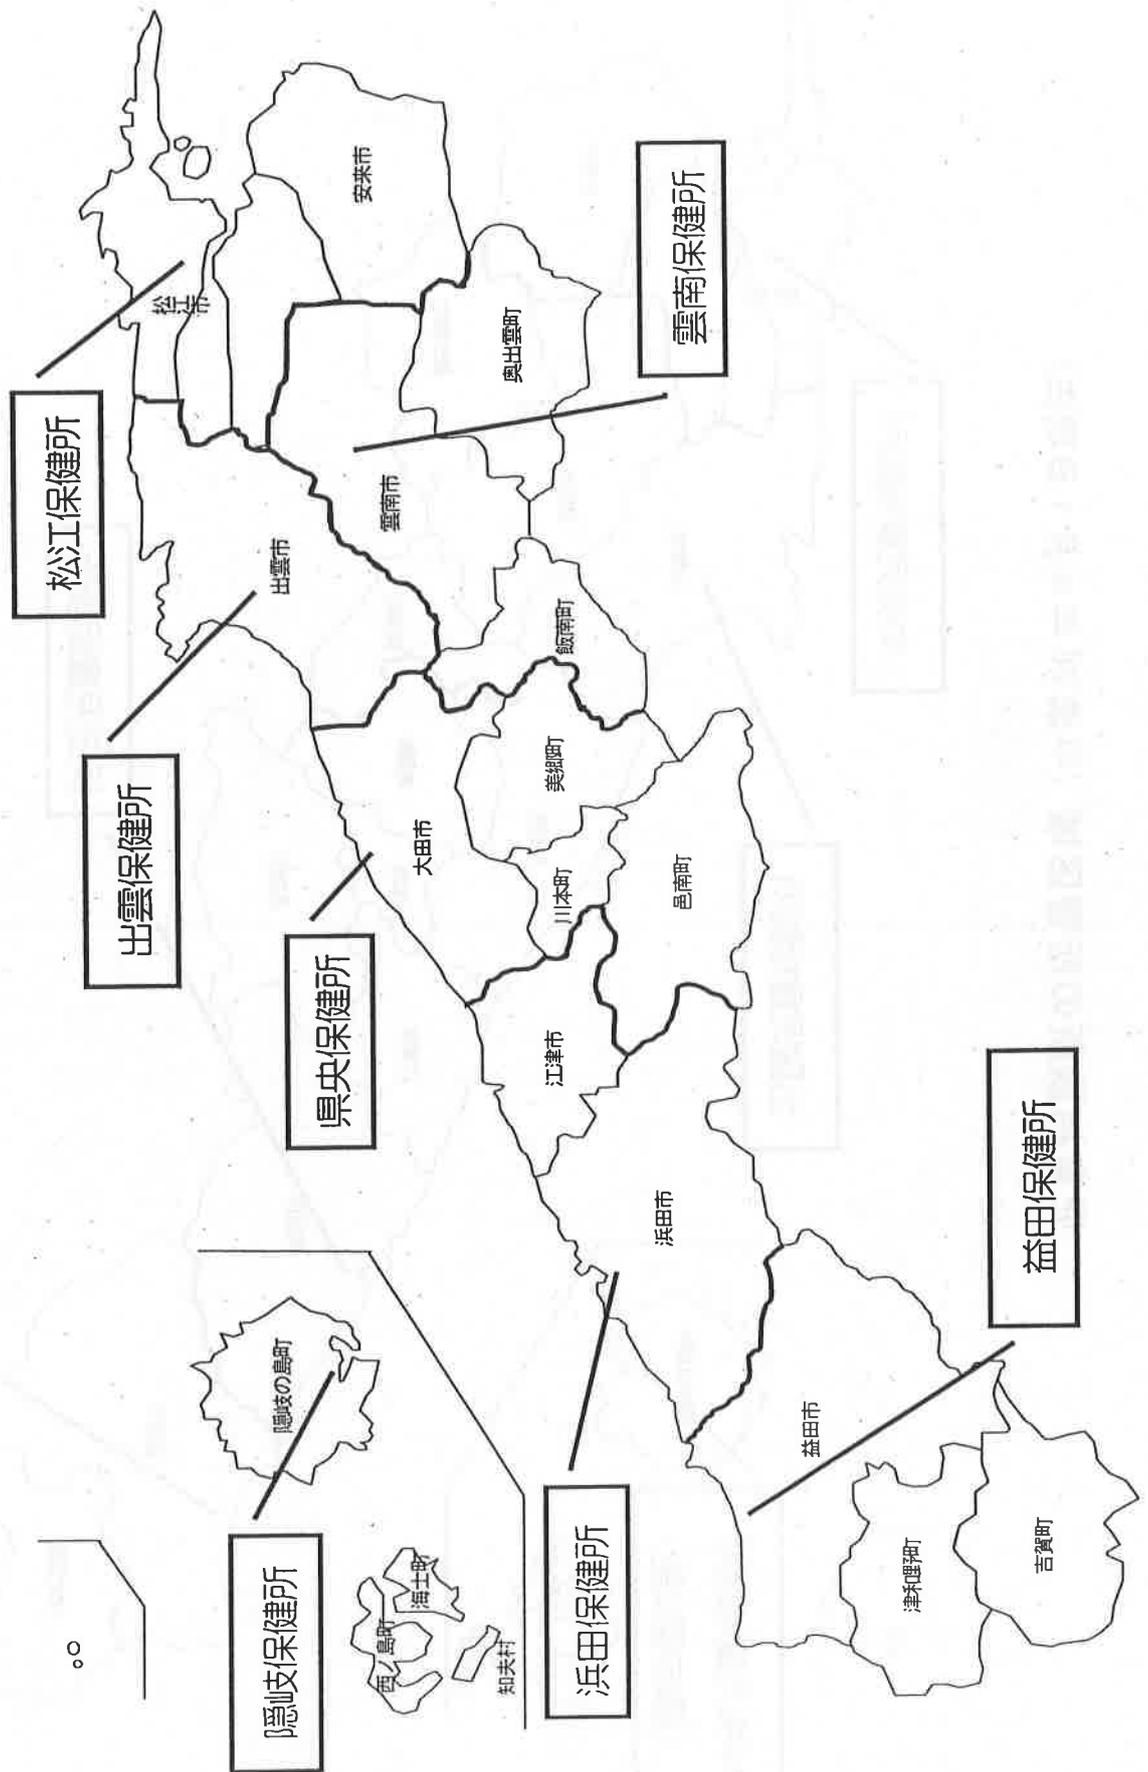 松江保健所
出雲保健所
県央保健所
隠岐保健所
浜田保健所
益田保健所
雲南保健所
松江市
安来市
出雲市
雲南市
奥出雲町
飯南町
大田市
美郷町
川本町
邑南町
江津市
浜田市
益田市
津和野町
吉賀町
隠岐の島町
海士町
西ノ島町
知夫村